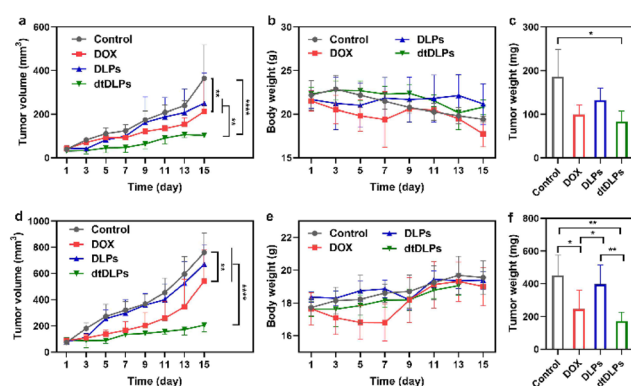 a
Tumor volume (mm³)
600
400
200
0
Control
DOX
DLPs
dtDLPs
**
**
****
1 3 5 7 9 11 13 15
Time (day)
b
Body weight (g)
30
25
20
15
Control
DOX
DLPs
dtDLPs
1 3 5 7 9 11 13 15
Time (day)
c
Tumor weight (mg)
300
200
100
0
*
Control
DOX
DLPs
dtDLPs
d
Tumor volume (mm³)
1000
800
600
400
200
0
Control
DOX
DLPs
dtDLPs
**
****
1 3 5 7 9 11 13 15
Time (day)
e
Body weight (g)
22
20
18
16
Control
DOX
DLPs
dtDLPs
1 3 5 7 9 11 13 15
Time (day)
f
Tumor weight (mg)
800
600
400
200
0
**
*
*
**
Control
DOX
DLPs
dtDLPs